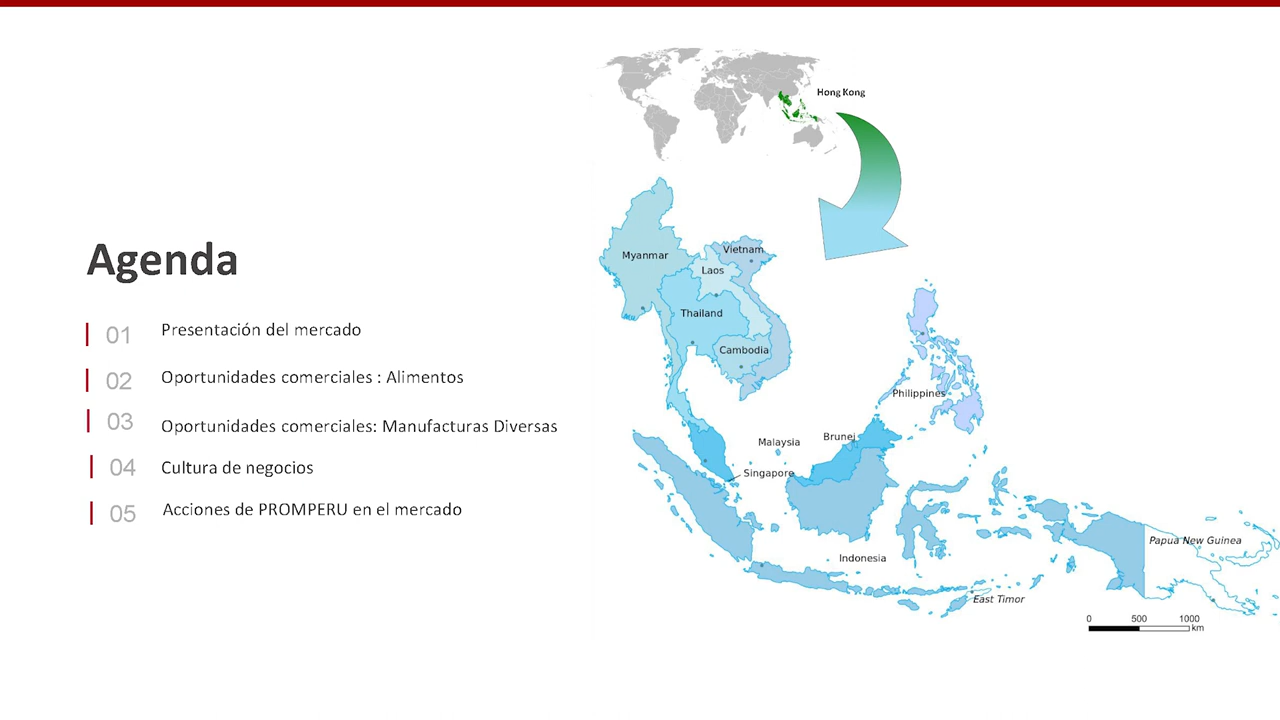 Agenda
01 Presentación del mercado
02 Oportunidades comerciales : Alimentos
03 Oportunidades comerciales: Manufacturas Diversas
04 Cultura de negocios
05 Acciones de PROMPERU en el mercado
Hong Kong
Myanmar
Vietnam
Laos
Thailand
Cambodia
Philippines
Malaysia
Brunei
Singapore
Indonesia
Papua New Guinea
East Timor
0 500 1000
km